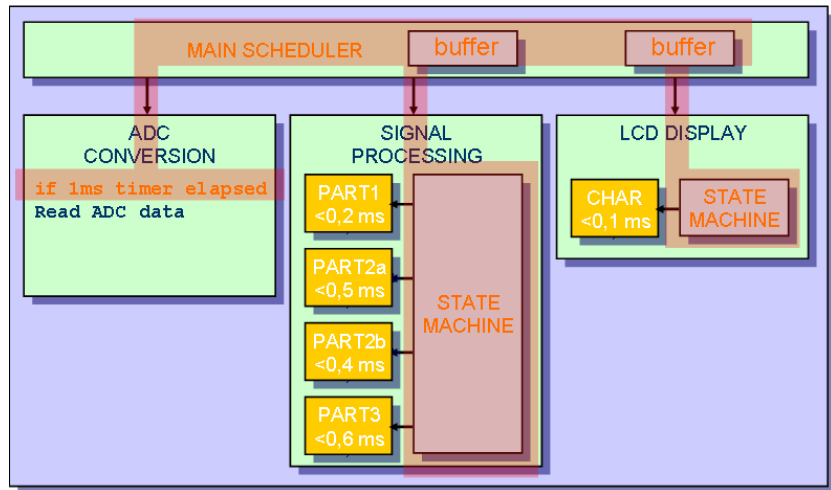 MAIN SCHEDULER
buffer
buffer
ADC
CONVERSION
if 1ms timer elapsed
Read ADC data
SIGNAL
PROCESSING
PART1
<0,2 ms
PART2a
<0,5 ms
PART2b
<0,4 ms
PART3
<0,6 ms
STATE
MACHINE
LCD DISPLAY
CHAR
<0,1 ms
STATE
MACHINE